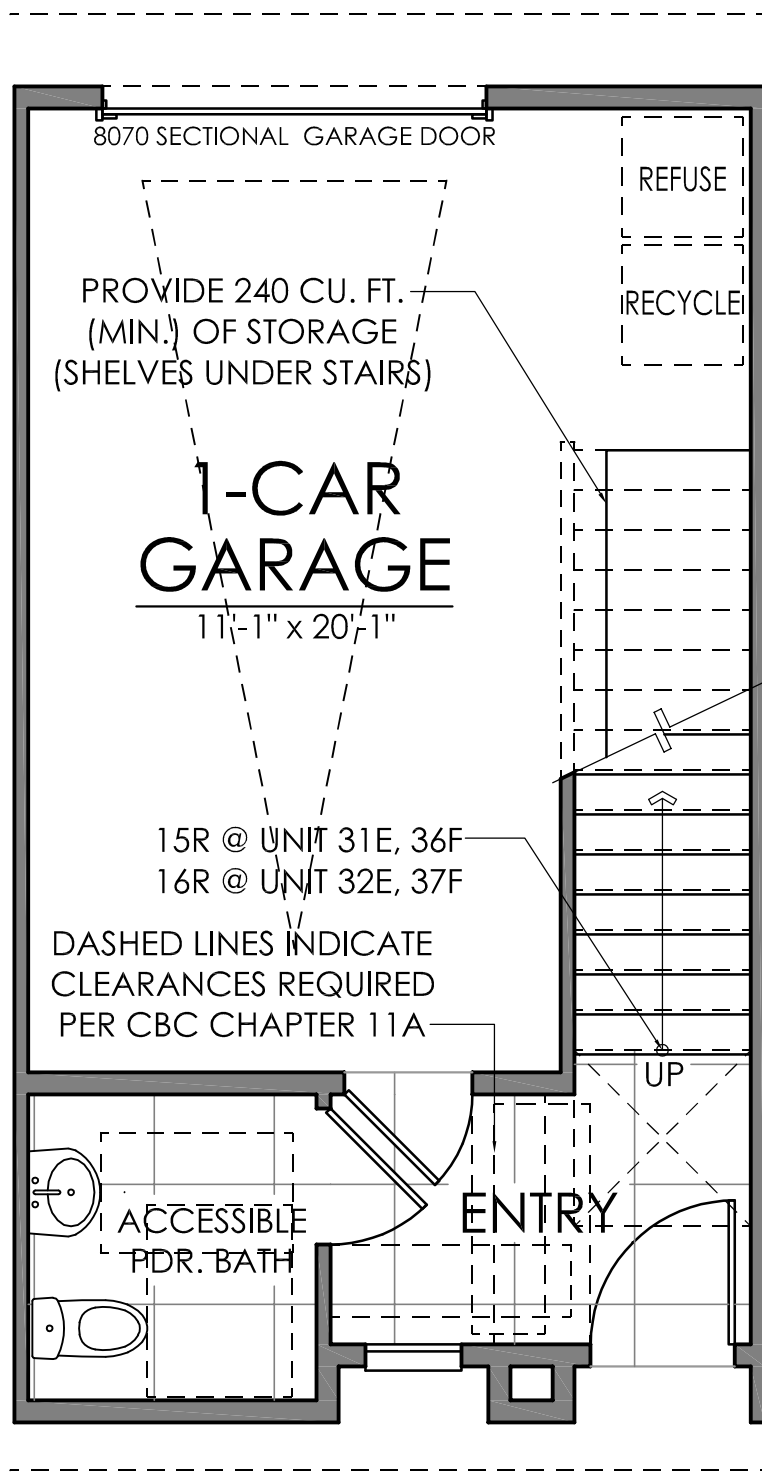 8070 SECTIONAL GARAGE DOOR
REFUSE
RECYCLE
PROVIDE 240 CU. FT.
(MIN.) OF STORAGE
(SHELVES UNDER STAIRS)
1-CAR
GARAGE
11'-1" x 20'-1"
15R @ UNIT 31E, 36F
16R @ UNIT 32E, 37F
DASHED LINES INDICATE
CLEARANCES REQUIRED
PER CBC CHAPTER 11A
UP
ENTRY
ACCESSIBLE
PDR. BATH